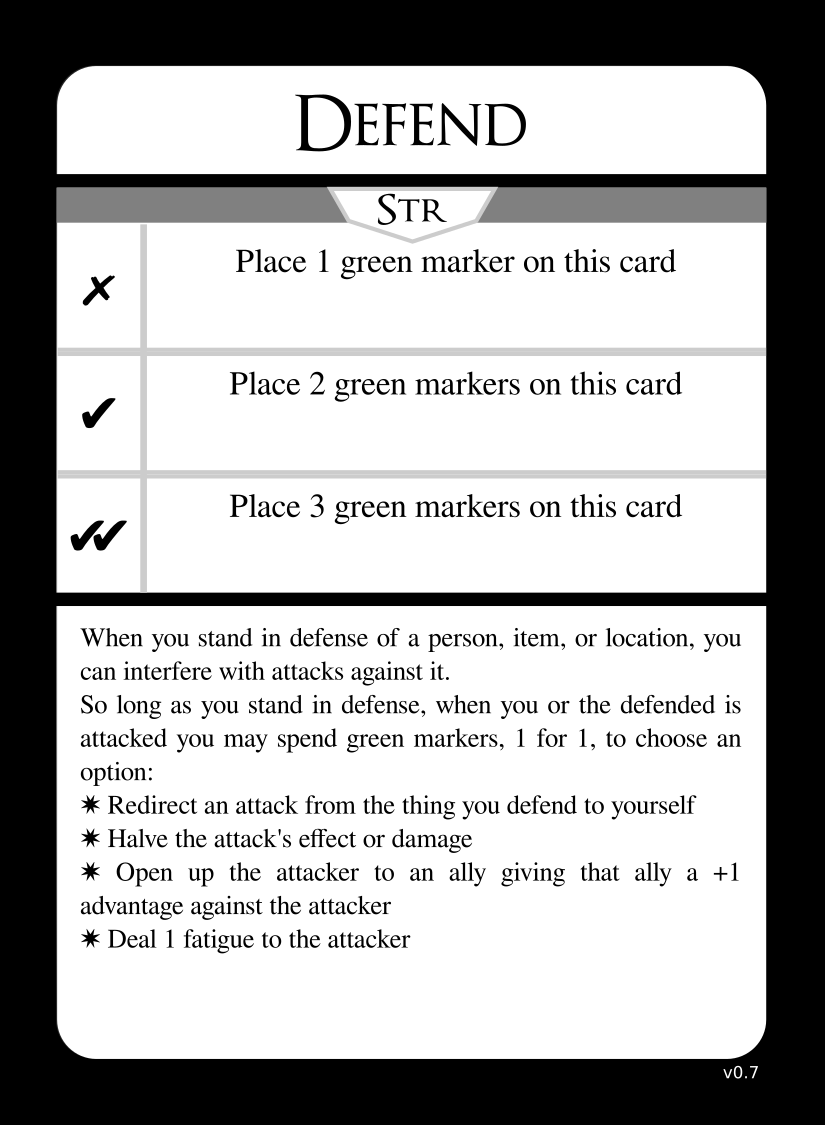 DEFEND
STR
✗ Place 1 green marker on this card
✔ Place 2 green markers on this card
✔✔ Place 3 green markers on this card
When you stand in defense of a person, item, or location, you
can interfere with attacks against it.
So long as you stand in defense, when you or the defended is
attacked you may spend green markers, 1 for 1, to choose an
option:
✷ Redirect an attack from the thing you defend to yourself
✷ Halve the attack's effect or damage
✷ Open up the attacker to an ally giving that ally a +1
advantage against the attacker
✷ Deal 1 fatigue to the attacker
v0.7